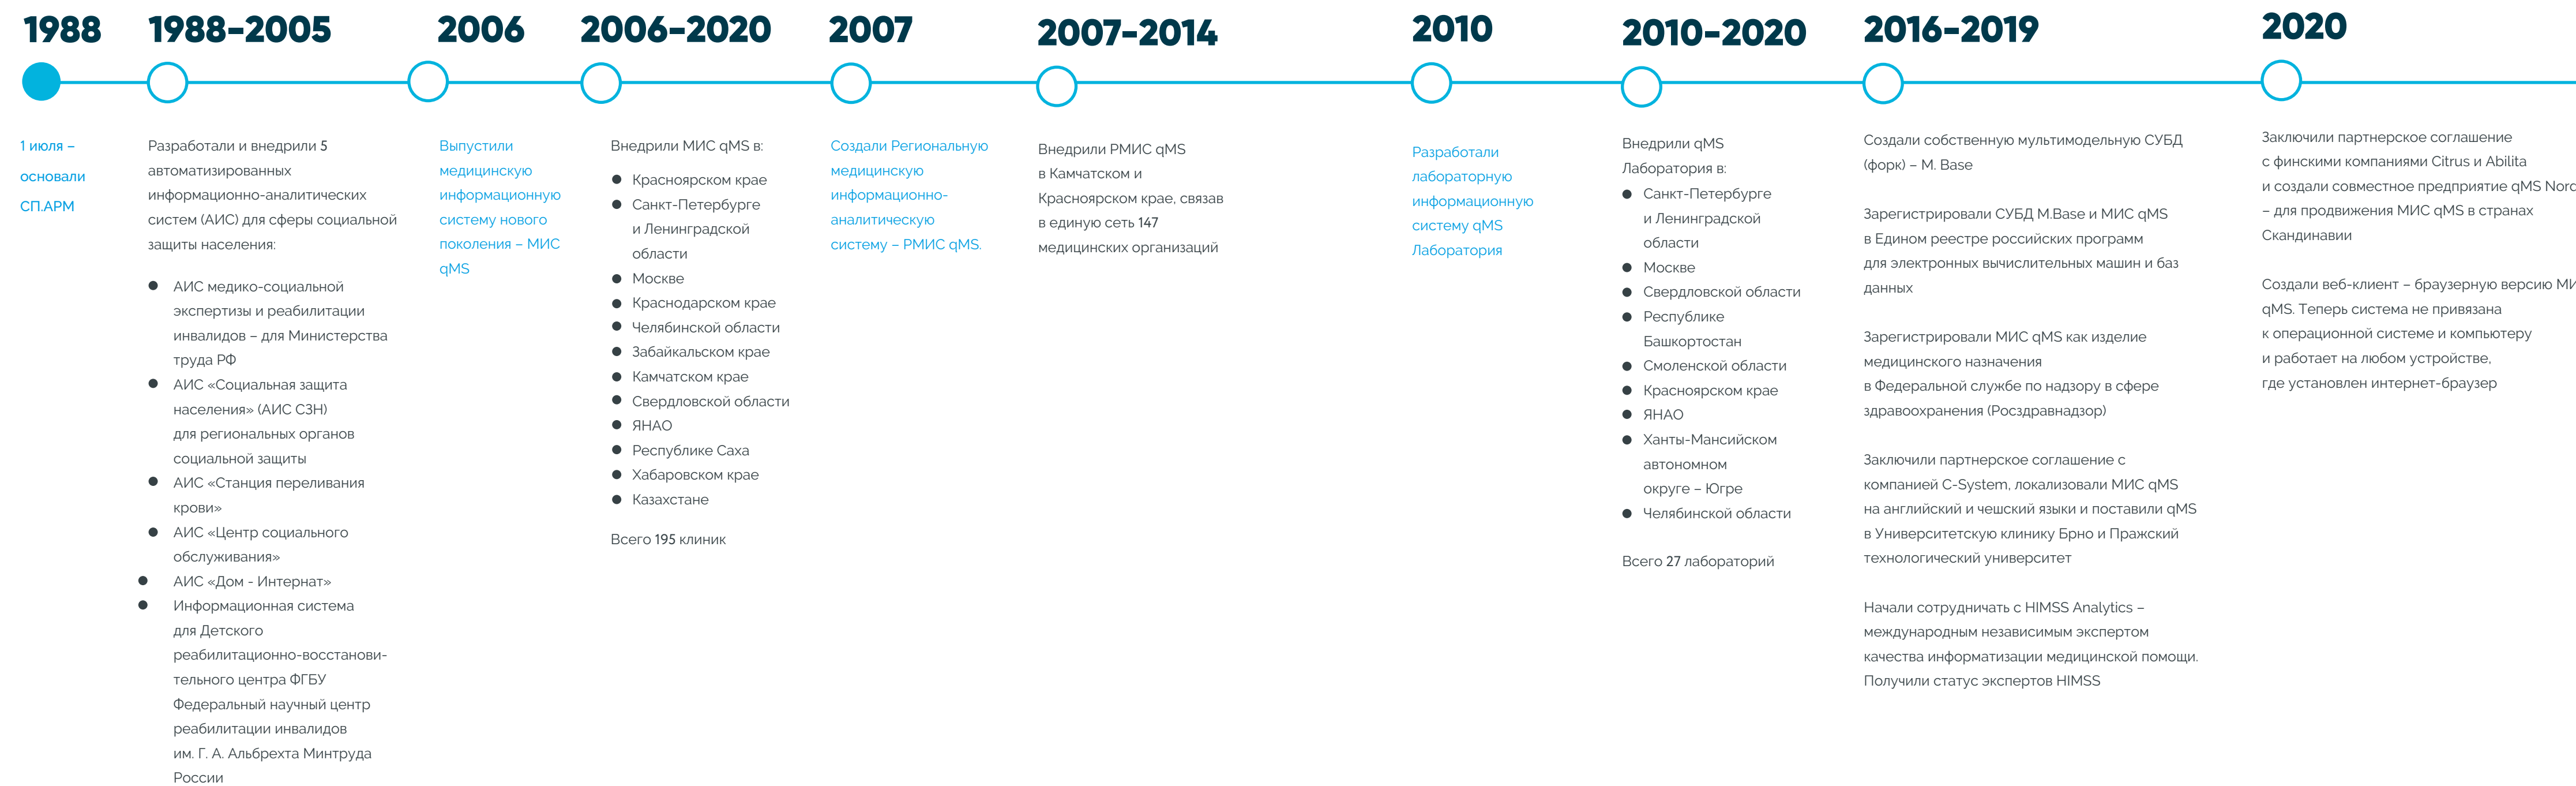 1988
1 июля –
основали
СП.АРМ
1988-2005
Разработали и внедрили 5
автоматизированных
информационно-аналитических
систем (АИС) для сферы социальной
защиты населения:
АИС медико-социальной
экспертизы и реабилитации
инвалидов – для Министерства
труда РФ
АИС «Социальная защита
населения» (АИС СЗН)
для региональных органов
социальной защиты
АИС «Станция переливания
крови»
АИС «Центр социального
обслуживания»
АИС «Дом - Интернат»
Информационная система
для Детского
реабилитационно-восстанови-
тельного центра ФГБУ
Федеральный научный центр
реабилитации инвалидов
им. Г. А. Альбрехта Минтруда
России
2006
Выпустили
медицинскую
информационную
систему нового
поколения – МИС
qMS
2006-2020
Внедрили МИС qMS в:
Красноярском крае
Санкт-Петербурге
и Ленинградской
области
Москве
Краснодарском крае
Челябинской области
Забайкальском крае
Камчатском крае
Свердловской области
ЯНАО
Республике Саха
Хабаровском крае
Казахстане
Всего 195 клиник
2007
Создали Региональную
медицинскую
информационно-
аналитическую
систему – РМИС qMS.
2007-2014
Внедрили РМИС qMS
в Камчатском и
Красноярском крае, связав
в единую сеть 147
медицинских организаций
2010
Разработали
лабораторную
информационную
систему qMS
Лаборатория
2010-2020
Внедрили qMS
Лаборатория в:
Санкт-Петербурге
и Ленинградской
области
Москве
Свердловской области
Республике
Башкортостан
Смоленской области
Красноярском крае
ЯНАО
Ханты-Мансийском
автономном
округе – Югре
Челябинской области
Всего 27 лабораторий
2016-2019
Создали собственную мультимодельную СУБД
(форк) – M. Base
Зарегистрировали СУБД M.Base и МИС qMS
в Едином реестре российских программ
для электронных вычислительных машин и баз
данных
Зарегистрировали МИС qMS как изделие
медицинского назначения
в Федеральной службе по надзору в сфере
здравоохранения (Росздравнадзор)
Заключили партнерское соглашение с
компанией C-System, локализовали МИС qMS
на английский и чешский языки и поставили qMS
в Университетскую клинику Брно и Пражский
технологический университет
Начали сотрудничать с HIMSS Analytics –
международным независимым экспертом
качества информатизации медицинской помощи.
Получили статус экспертов HIMSS
2020
Заключили партнерское соглашение
с финскими компаниями Citrus и Abilita
и создали совместное предприятие qMS Nord
– для продвижения МИС qMS в странах
Скандинавии
Создали веб-клиент – браузерную версию МИ
qMS. Теперь система не привязана
к операционной системе и компьютеру
и работает на любом устройстве,
где установлен интернет-браузер